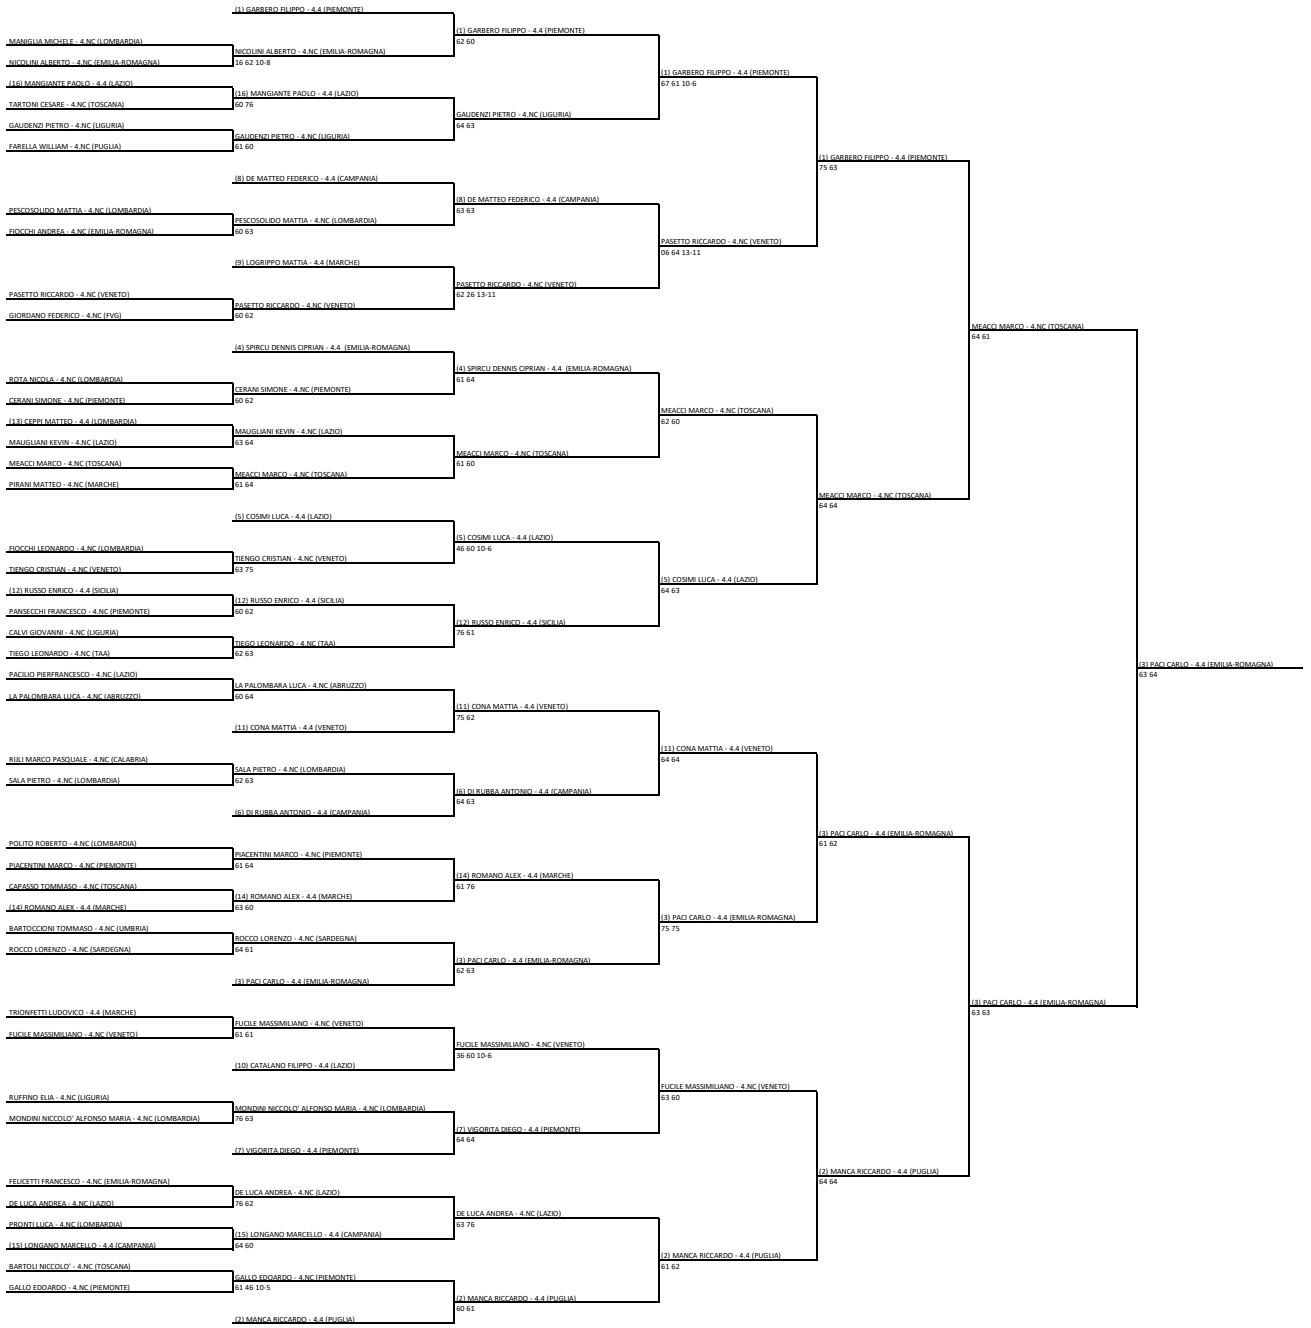 (1) GARBERO FILIPPO - 4.4 (PIEMONTE)
MANIGLIA MICHELE - 4.NC (LOMBARDIA)
NICOLINI ALBERTO - 4.NC (EMILIA-ROMAGNA)
(16) MANGIANTE PAOLO - 4.4 (LAZIO)
TARTONI CESARE - 4.NC (TOSCANA)
GAUDENZI PIETRO - 4.NC (LIGURIA)
FARELLA WILLIAM - 4.NC (PUGLIA)
(8) DE MATTEO FEDERICO - 4.4 (CAMPANIA)
PESCOSOLIDO MATTIA - 4.NC (LOMBARDIA)
FIOCCHI ANDREA - 4.NC (EMILIA-ROMAGNA)
(9) LOGRIPPO MATTIA - 4.4 (MARCHE)
PASETTO RICCARDO - 4.NC (VENETO)
GIORDANO FEDERICO - 4.NC (FVG)
(4) SPIRCU DENNIS CIPRIAN - 4.4  (EMILIA-ROMAGNA)
ROTA NICOLA - 4.NC (LOMBARDIA)
CERANI SIMONE - 4.NC (PIEMONTE)
(13) CEPPI MATTEO - 4.4 (LOMBARDIA)
MAUGLIANI KEVIN - 4.NC (LAZIO)
MEACCI MARCO - 4.NC (TOSCANA)
PIRANI MATTEO - 4.NC (MARCHE)
(5) COSIMI LUCA - 4.4 (LAZIO)
FIOCCHI LEONARDO - 4.NC (LOMBARDIA)
TIENGO CRISTIAN - 4.NC (VENETO)
(12) RUSSO ENRICO - 4.4 (SICILIA)
PANSECCHI FRANCESCO - 4.NC (PIEMONTE)
CALVI GIOVANNI - 4.NC (LIGURIA)
TIEGO LEONARDO - 4.NC (TAA)
PACILIO PIERFRANCESCO - 4.NC (LAZIO)
LA PALOMBARA LUCA - 4.NC (ABRUZZO)
(11) CONA MATTIA - 4.4 (VENETO)
RIJLI MARCO PASQUALE - 4.NC (CALABRIA)
SALA PIETRO - 4.NC (LOMBARDIA)
(6) DI RUBBA ANTONIO - 4.4 (CAMPANIA)
POLITO ROBERTO - 4.NC (LOMBARDIA)
PIACENTINI MARCO - 4.NC (PIEMONTE)
CAPASSO TOMMASO - 4.NC (TOSCANA)
(14) ROMANO ALEX - 4.4 (MARCHE)
BARTOCCIONI TOMMASO - 4.NC (UMBRIA)
ROCCO LORENZO - 4.NC (SARDEGNA)
(3) PACI CARLO - 4.4 (EMILIA-ROMAGNA)
TRIONFETTI LUDOVICO - 4.4 (MARCHE)
FUCILE MASSIMILIANO - 4.NC (VENETO)
(10) CATALANO FILIPPO - 4.4 (LAZIO)
RUFFINO ELIA - 4.NC (LIGURIA)
MONDINI NICCOLO' ALFONSO MARIA - 4.NC (LOMBARDIA)
(7) VIGORITA DIEGO - 4.4 (PIEMONTE)
FELICETTI FRANCESCO - 4.NC (EMILIA-ROMAGNA)
DE LUCA ANDREA - 4.NC (LAZIO)
PRONTI LUCA - 4.NC (LOMBARDIA)
(15) LONGANO MARCELLO - 4.4 (CAMPANIA)
BARTOLI NICCOLO' - 4.NC (TOSCANA)
GALLO EDOARDO - 4.NC (PIEMONTE)
(2) MANCA RICCARDO - 4.4 (PUGLIA)
NICOLINI ALBERTO - 4.NC (EMILIA-ROMAGNA)
16 62 10-8
(16) MANGIANTE PAOLO - 4.4 (LAZIO)
60 76
GAUDENZI PIETRO - 4.NC (LIGURIA)
61 60
PESCOSOLIDO MATTIA - 4.NC (LOMBARDIA)
60 63
PASETTO RICCARDO - 4.NC (VENETO)
60 62
CERANI SIMONE - 4.NC (PIEMONTE)
60 62
MAUGLIANI KEVIN - 4.NC (LAZIO)
63 64
MEACCI MARCO - 4.NC (TOSCANA)
61 64
TIENGO CRISTIAN - 4.NC (VENETO)
63 75
(12) RUSSO ENRICO - 4.4 (SICILIA)
60 62
TIEGO LEONARDO - 4.NC (TAA)
62 63
LA PALOMBARA LUCA - 4.NC (ABRUZZO)
60 64
SALA PIETRO - 4.NC (LOMBARDIA)
62 63
PIACENTINI MARCO - 4.NC (PIEMONTE)
61 64
(14) ROMANO ALEX - 4.4 (MARCHE)
63 60
ROCCO LORENZO - 4.NC (SARDEGNA)
64 61
FUCILE MASSIMILIANO - 4.NC (VENETO)
61 61
MONDINI NICCOLO' ALFONSO MARIA - 4.NC (LOMBARDIA)
76 63
DE LUCA ANDREA - 4.NC (LAZIO)
76 62
(15) LONGANO MARCELLO - 4.4 (CAMPANIA)
64 60
GALLO EDOARDO - 4.NC (PIEMONTE)
61 46 10-5
(1) GARBERO FILIPPO - 4.4 (PIEMONTE)
62 60
GAUDENZI PIETRO - 4.NC (LIGURIA)
64 63
(8) DE MATTEO FEDERICO - 4.4 (CAMPANIA)
63 63
PASETTO RICCARDO - 4.NC (VENETO)
62 26 13-11
(4) SPIRCU DENNIS CIPRIAN - 4.4  (EMILIA-ROMAGNA)
61 64
MEACCI MARCO - 4.NC (TOSCANA)
61 60
(5) COSIMI LUCA - 4.4 (LAZIO)
46 60 10-6
(12) RUSSO ENRICO - 4.4 (SICILIA)
76 61
(11) CONA MATTIA - 4.4 (VENETO)
75 62
(6) DI RUBBA ANTONIO - 4.4 (CAMPANIA)
64 63
(14) ROMANO ALEX - 4.4 (MARCHE)
61 76
(3) PACI CARLO - 4.4 (EMILIA-ROMAGNA)
62 63
FUCILE MASSIMILIANO - 4.NC (VENETO)
36 60 10-6
(7) VIGORITA DIEGO - 4.4 (PIEMONTE)
64 64
DE LUCA ANDREA - 4.NC (LAZIO)
63 76
(2) MANCA RICCARDO - 4.4 (PUGLIA)
60 61
(1) GARBERO FILIPPO - 4.4 (PIEMONTE)
67 61 10-6
PASETTO RICCARDO - 4.NC (VENETO)
06 64 13-11
MEACCI MARCO - 4.NC (TOSCANA)
62 60
(5) COSIMI LUCA - 4.4 (LAZIO)
64 63
(11) CONA MATTIA - 4.4 (VENETO)
64 64
(3) PACI CARLO - 4.4 (EMILIA-ROMAGNA)
75 75
FUCILE MASSIMILIANO - 4.NC (VENETO)
63 60
(2) MANCA RICCARDO - 4.4 (PUGLIA)
61 62
(1) GARBERO FILIPPO - 4.4 (PIEMONTE)
75 63
MEACCI MARCO - 4.NC (TOSCANA)
64 64
(3) PACI CARLO - 4.4 (EMILIA-ROMAGNA)
61 62
(2) MANCA RICCARDO - 4.4 (PUGLIA)
64 64
MEACCI MARCO - 4.NC (TOSCANA)
64 61
(3) PACI CARLO - 4.4 (EMILIA-ROMAGNA)
63 63
(3) PACI CARLO - 4.4 (EMILIA-ROMAGNA)
63 64